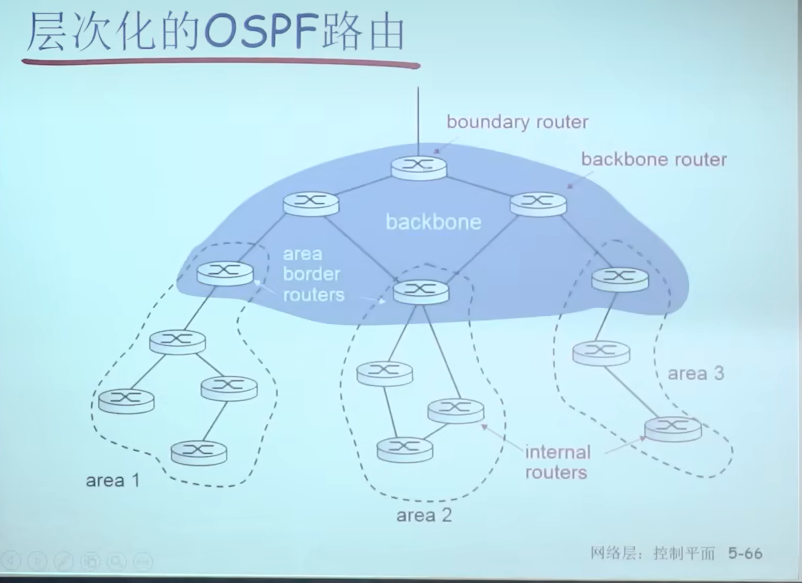 层次化的OSPF路由
boundary router
backbone router
backbone
area
border
routers
area 3
internal
routers
area 1
area 2
网络层：控制平面 5-66